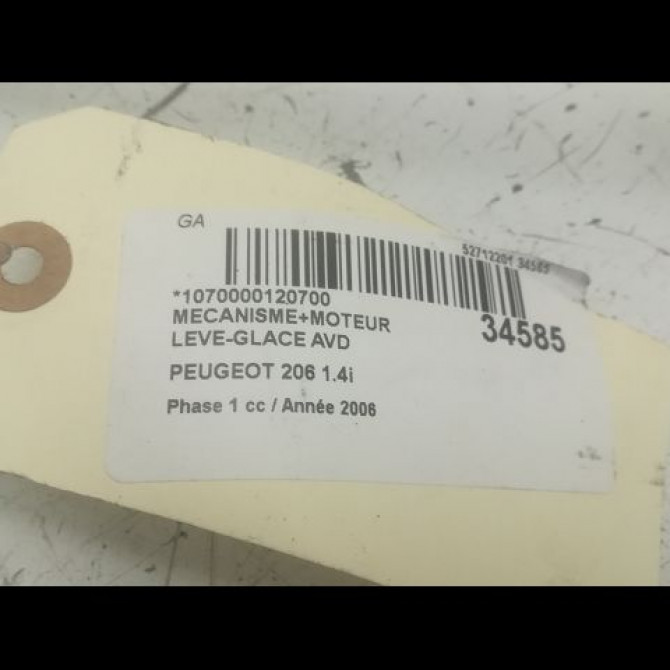 GA
52712201 34585
*1070000120700
MECANISME+MOTEUR
34585
LEVE-GLACE AVD
PEUGEOT 206 1.4i
Phase 1 cc / Année 2006